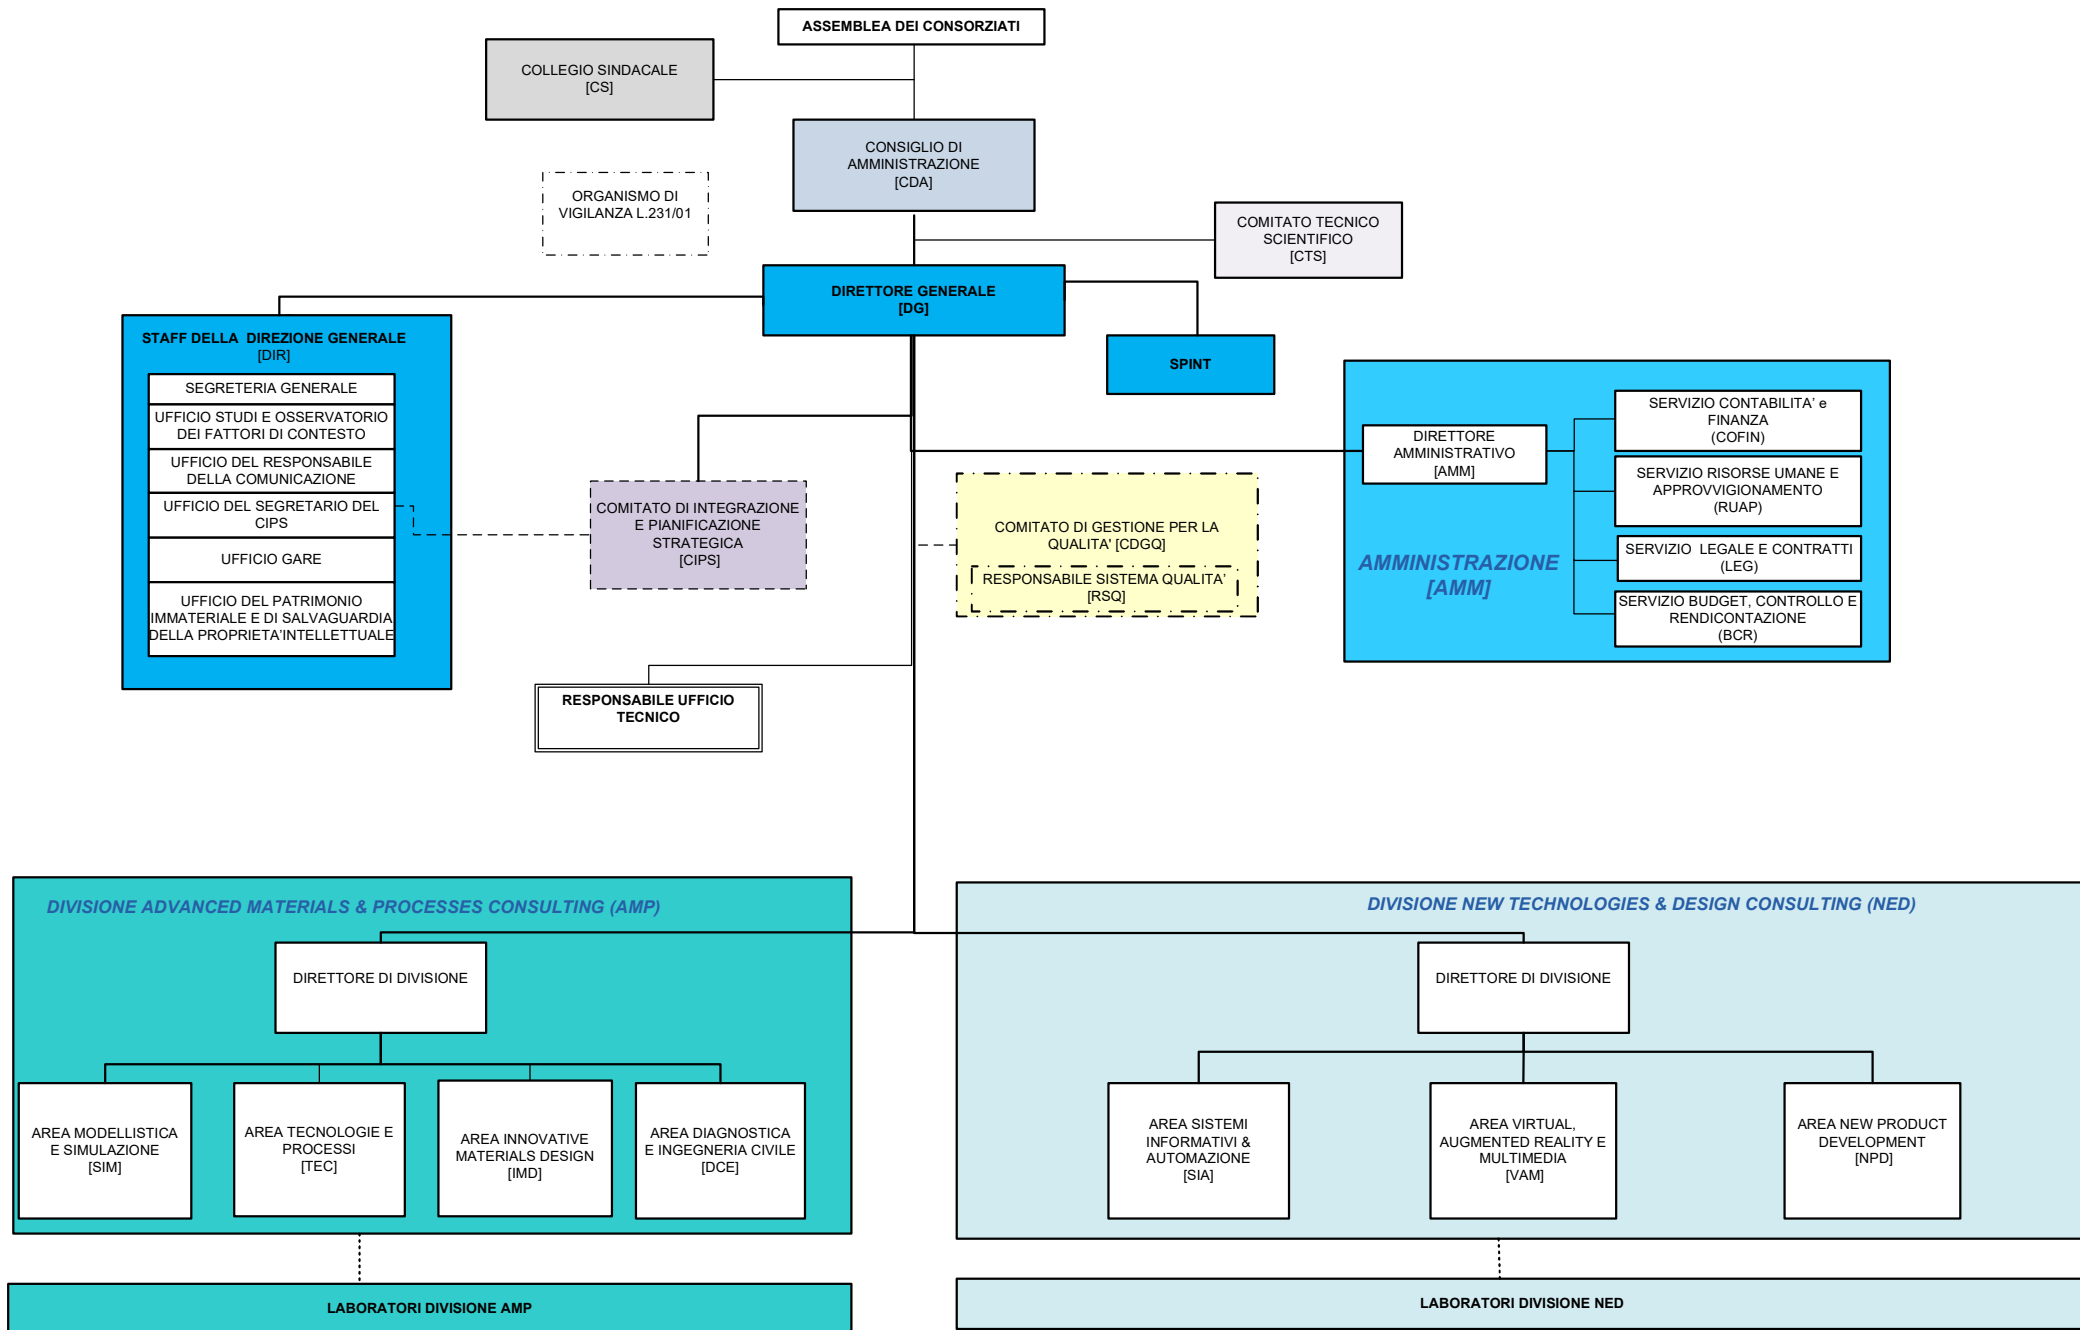 ASSEMBLEA DEI CONSORZIATI
COLLEGIO SINDACALE
[CS]
CONSIGLIO DI
AMMINISTRAZIONE
[CDA]
ORGANISMO DI
VIGILANZA L.231/01
COMITATO TECNICO
SCIENTIFICO
[CTS]
DIRETTORE GENERALE
[DG]
STAFF DELLA DIREZIONE GENERALE
[DIR]
SEGRETERIA GENERALE
UFFICIO STUDI E OSSERVATORIO
DEI FATTORI DI CONTESTO
UFFICIO DEL RESPONSABILE
DELLA COMUNICAZIONE
UFFICIO DEL SEGRETARIO DEL
CIPS
UFFICIO GARE
UFFICIO DEL PATRIMONIO
IMMATERIALE E DI SALVAGUARDIA
DELLA PROPRIETA'INTELLETTUALE
SPINT
COMITATO DI INTEGRAZIONE
E PIANIFICAZIONE
STRATEGICA
[CIPS]
COMITATO DI GESTIONE PER LA
QUALITA' [CDGQ]
RESPONSABILE SISTEMA QUALITA'
[RSQ]
DIRETTORE
AMMINISTRATIVO
[AMM]
AMMINISTRAZIONE
[AMM]
SERVIZIO CONTABILITA' e
FINANZA
(COFIN)
SERVIZIO RISORSE UMANE E
APPROVVIGIONAMENTO
(RUAP)
SERVIZIO LEGALE E CONTRATTI
(LEG)
SERVIZIO BUDGET, CONTROLLO E
RENDICONTAZIONE
(BCR)
RESPONSABILE UFFICIO
TECNICO
DIVISIONE ADVANCED MATERIALS & PROCESSES CONSULTING (AMP)
DIRETTORE DI DIVISIONE
AREA MODELLISTICA
E SIMULAZIONE
[SIM]
AREA TECNOLOGIE E
PROCESSI
[TEC]
AREA INNOVATIVE
MATERIALS DESIGN
[IMD]
AREA DIAGNOSTICA
E INGEGNERIA CIVILE
[DCE]
LABORATORI DIVISIONE AMP
DIVISIONE NEW TECHNOLOGIES & DESIGN CONSULTING (NED)
DIRETTORE DI DIVISIONE
AREA SISTEMI
INFORMATIVI &
AUTOMAZIONE
[SIA]
AREA VIRTUAL,
AUGMENTED REALITY E
MULTIMEDIA
[VAM]
AREA NEW PRODUCT
DEVELOPMENT
[NPD]
LABORATORI DIVISIONE NED